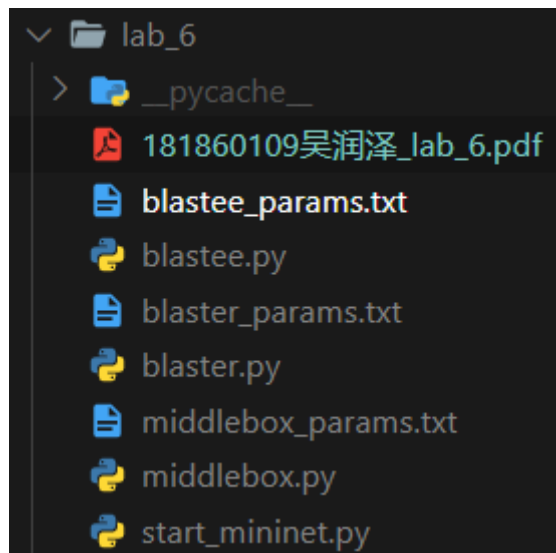 lab_6
__pycache__
181860109吴润泽_lab_6.pdf
blastee_params.txt
blastee.py
blaster_params.txt
blaster.py
middlebox_params.txt
middlebox.py
start_mininet.py